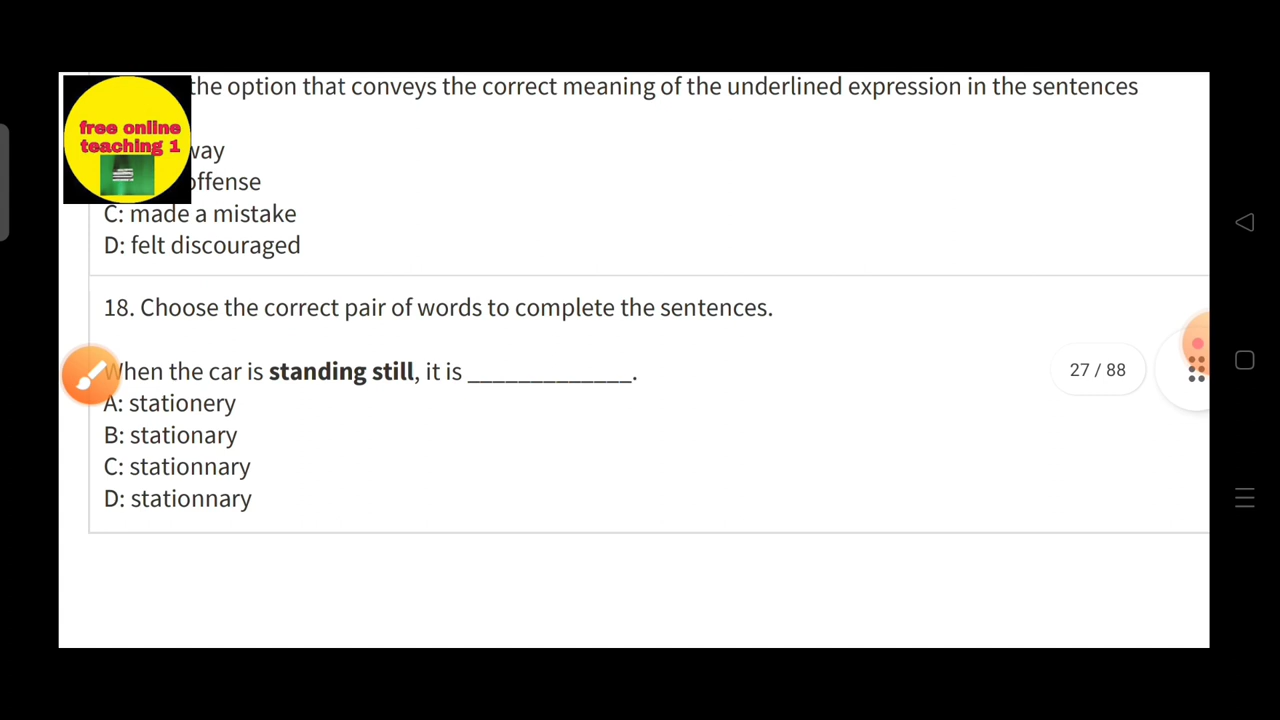 the option that conveys the correct meaning of the underlined expression in the sentences
free online
teaching 1
offense
C: made a mistake
D: felt discouraged
18. Choose the correct pair of words to complete the sentences.
When the car is standing still, it is _____________.
A: stationery
B: stationary
C: stationnary
D: stationnary
27 / 88